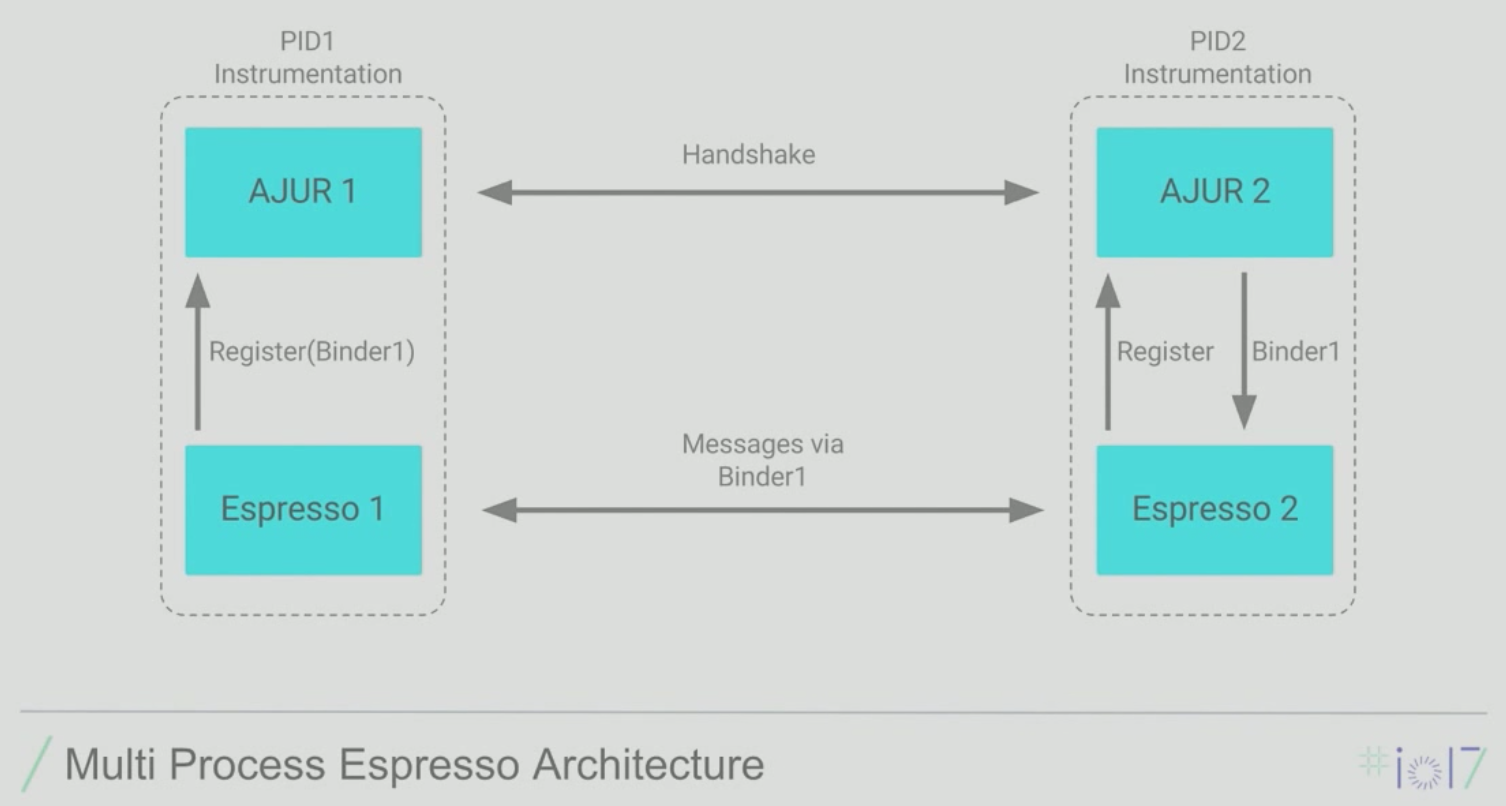 PID1
Instrumentation
PID2
Instrumentation
AJUR 1
Handshake
AJUR 2
Register(Binder1)
Register
Binder1
Messages via
Binder1
Espresso 1
Espresso 2
Multi Process Espresso Architecture
#io17